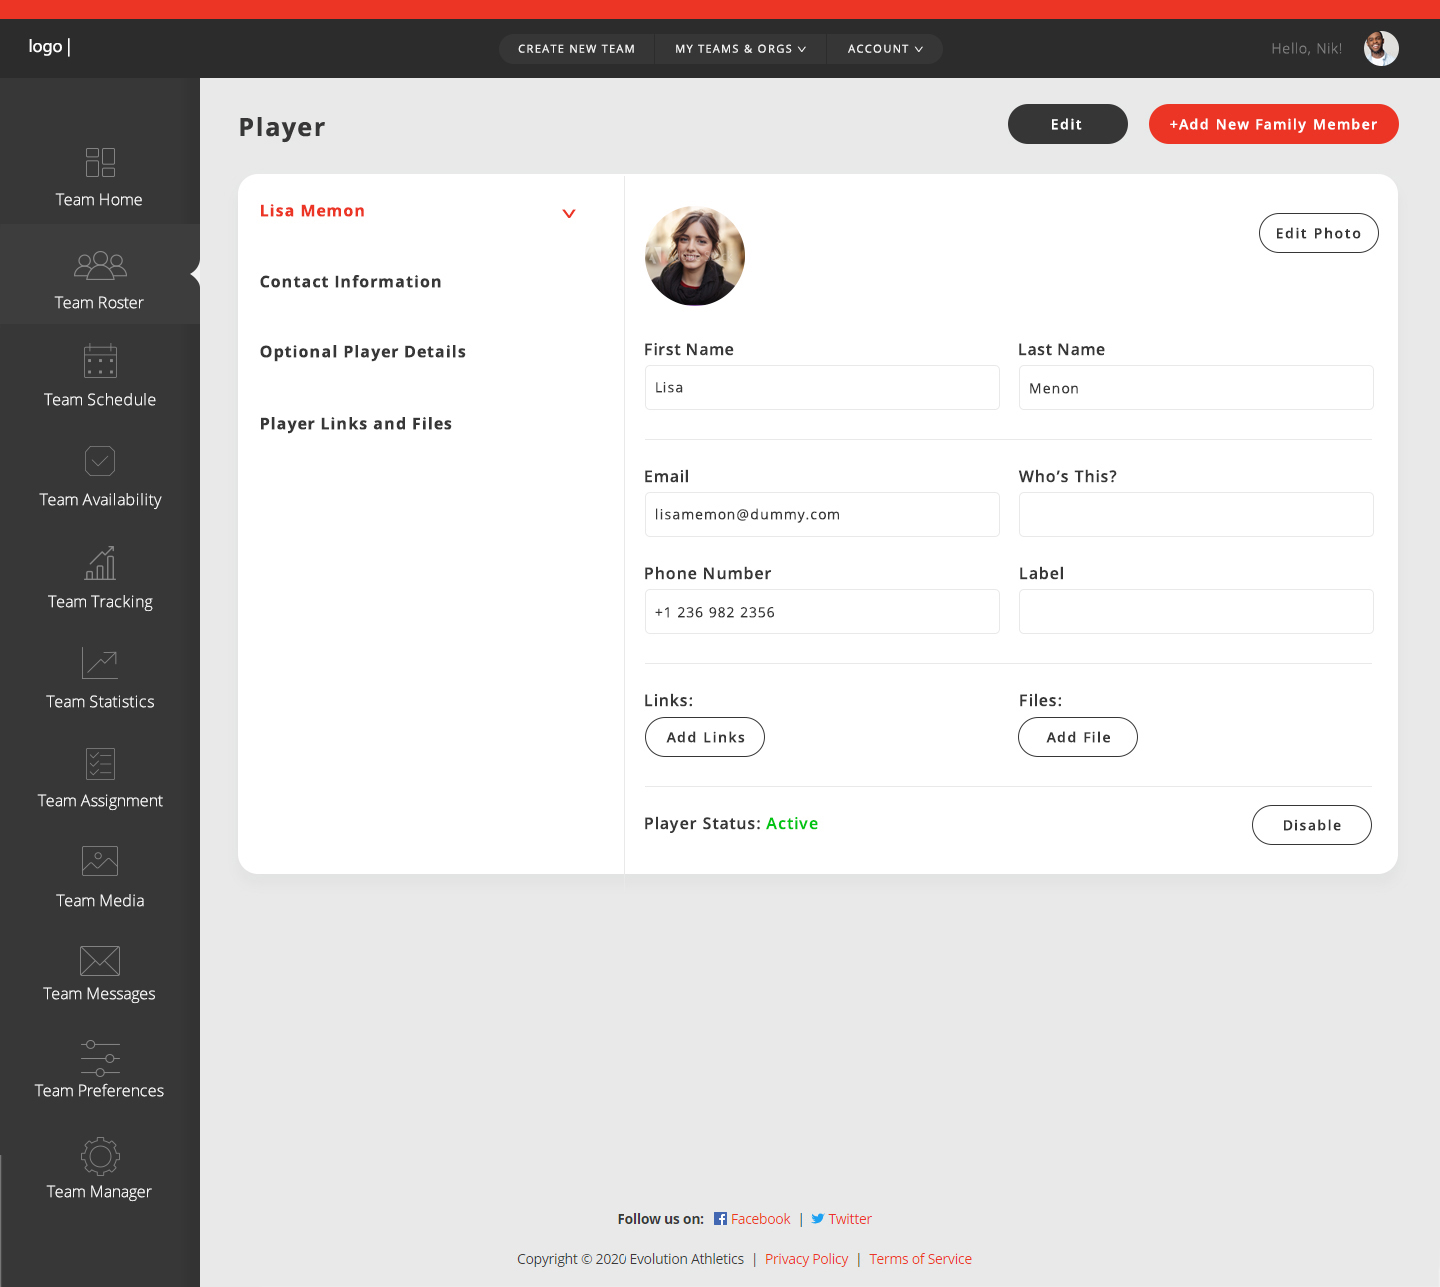 logo |
CREATE NEW TEAM
MY TEAMS & ORGS
ACCOUNT
Hello, Nik!
Team Home
Team Roster
Team Schedule
Team Availability
Team Tracking
Team Statistics
Team Assignment
Team Media
Team Messages
Team Preferences
Team Manager
Player
Edit
+Add New Family Member
Lisa Memon
Contact Information
Optional Player Details
Player Links and Files
Edit Photo
First Name
Last Name
Lisa
Menon
Email
Who's This?
lisamemon@dummy.com
Phone Number
Label
+1 236 982 2356
Links:
Files:
Add Links
Add File
Player Status: Active
Disable
Follow us on: Facebook | Twitter
Copyright © 2020 Evolution Athletics | Privacy Policy | Terms of Service